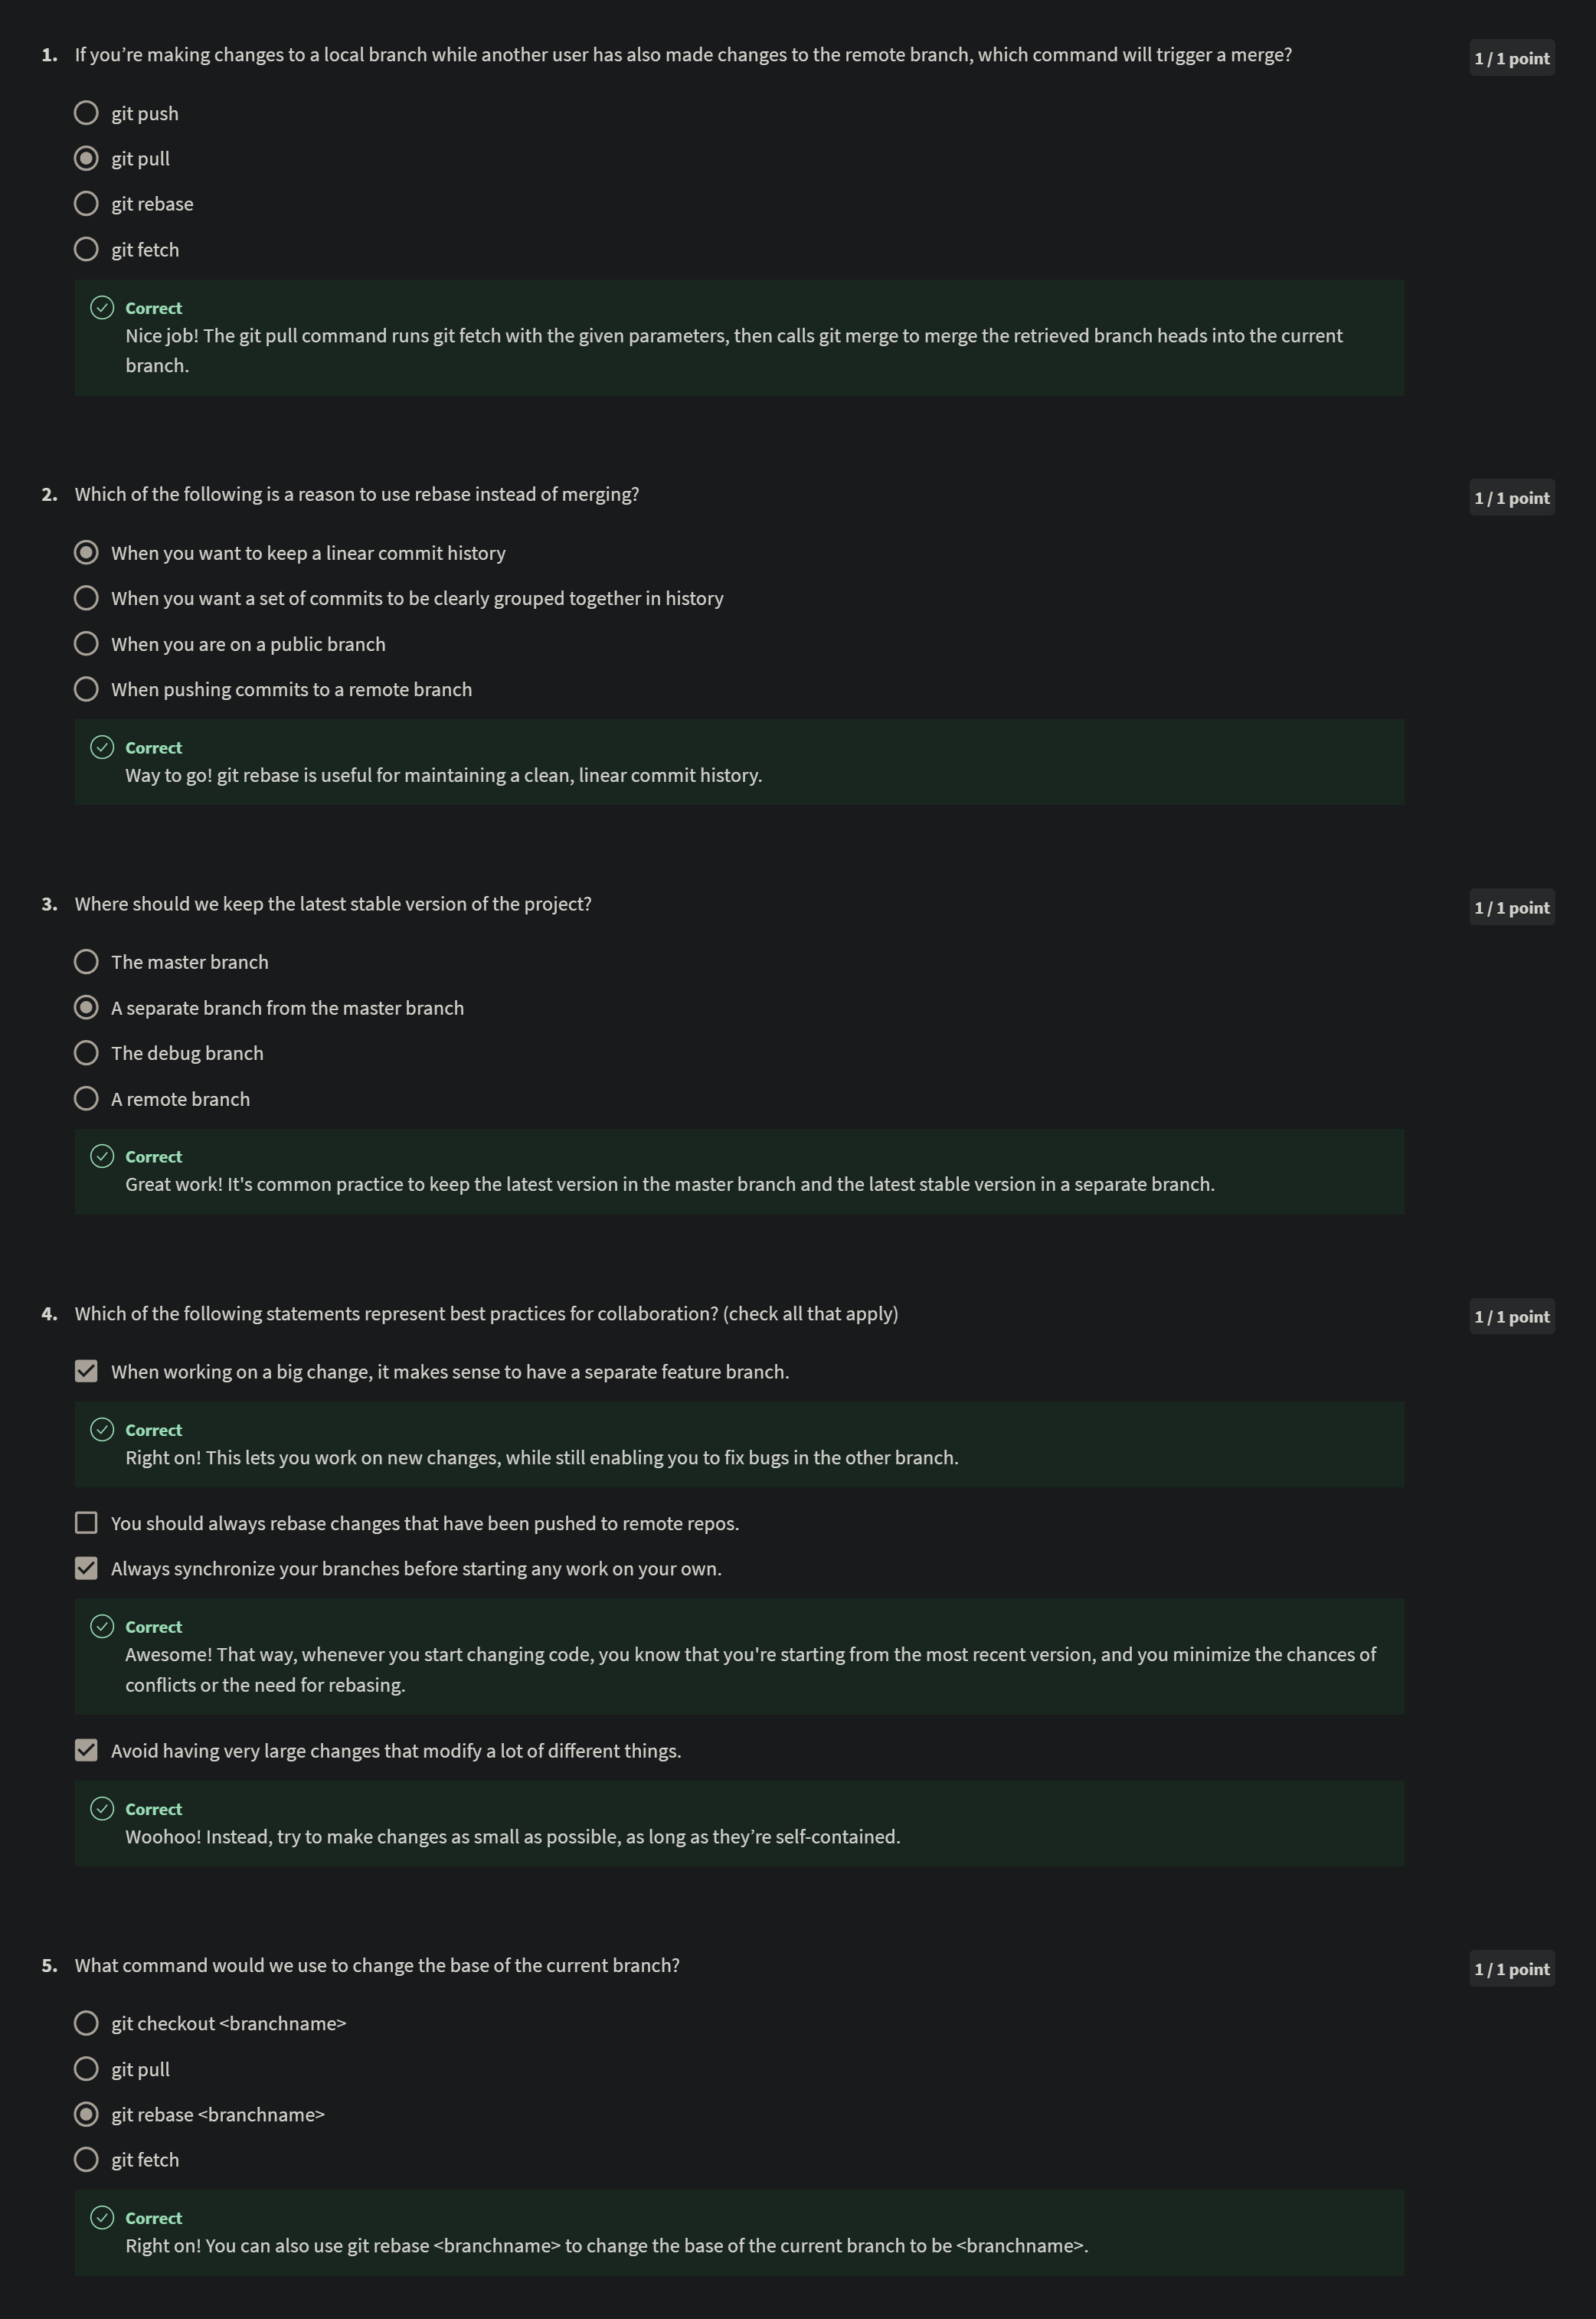 1. If you’re making changes to a local branch while another user has also made changes to the remote branch, which command will trigger a merge?
1 / 1 point
git push
git pull
git rebase
git fetch
Correct
Nice job! The git pull command runs git fetch with the given parameters, then calls git merge to merge the retrieved branch heads into the current
branch.
2. Which of the following is a reason to use rebase instead of merging?
1 / 1 point
When you want to keep a linear commit history
When you want a set of commits to be clearly grouped together in history
When you are on a public branch
When pushing commits to a remote branch
Correct
Way to go! git rebase is useful for maintaining a clean, linear commit history.
3. Where should we keep the latest stable version of the project?
1 / 1 point
The master branch
A separate branch from the master branch
The debug branch
A remote branch
Correct
Great work! It's common practice to keep the latest version in the master branch and the latest stable version in a separate branch.
4. Which of the following statements represent best practices for collaboration? (check all that apply)
1 / 1 point
When working on a big change, it makes sense to have a separate feature branch.
Correct
Right on! This lets you work on new changes, while still enabling you to fix bugs in the other branch.
You should always rebase changes that have been pushed to remote repos.
Always synchronize your branches before starting any work on your own.
Correct
Awesome! That way, whenever you start changing code, you know that you're starting from the most recent version, and you minimize the chances of
conflicts or the need for rebasing.
Avoid having very large changes that modify a lot of different things.
Correct
Woohoo! Instead, try to make changes as small as possible, as long as they’re self-contained.
5. What command would we use to change the base of the current branch?
1 / 1 point
git checkout <branchname>
git pull
git rebase <branchname>
git fetch
Correct
Right on! You can also use git rebase <branchname> to change the base of the current branch to be <branchname>.